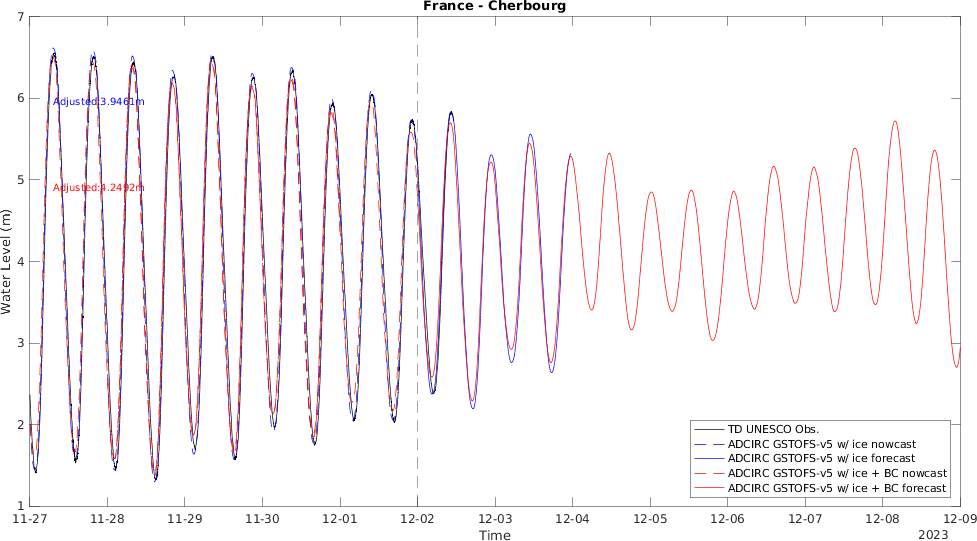 France - Cherbourg
7
6
5
4
3
2
1
Water Level (m)
Adjusted:3.9461m
Adjusted:4.2492m
TD UNESCO Obs.
ADCIRC GSTOFS-v5 w/ ice nowcast
ADCIRC GSTOFS-v5 w/ ice forecast
ADCIRC GSTOFS-v5 w/ ice + BC nowcast
ADCIRC GSTOFS-v5 w/ ice + BC forecast
11-27 11-28 11-29 11-30 12-01 12-02 12-03 12-04 12-05 12-06 12-07 12-08 12-09
Time
2023